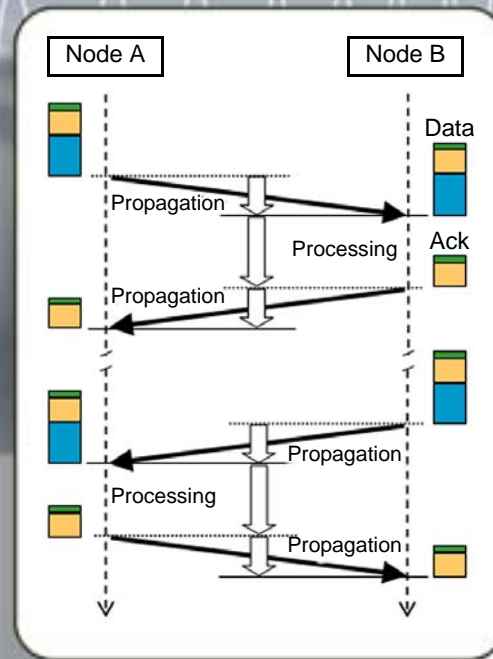 Node A
Node B
Data
Propagation
Processing
Ack
Propagation
Propagation
Processing
Propagation